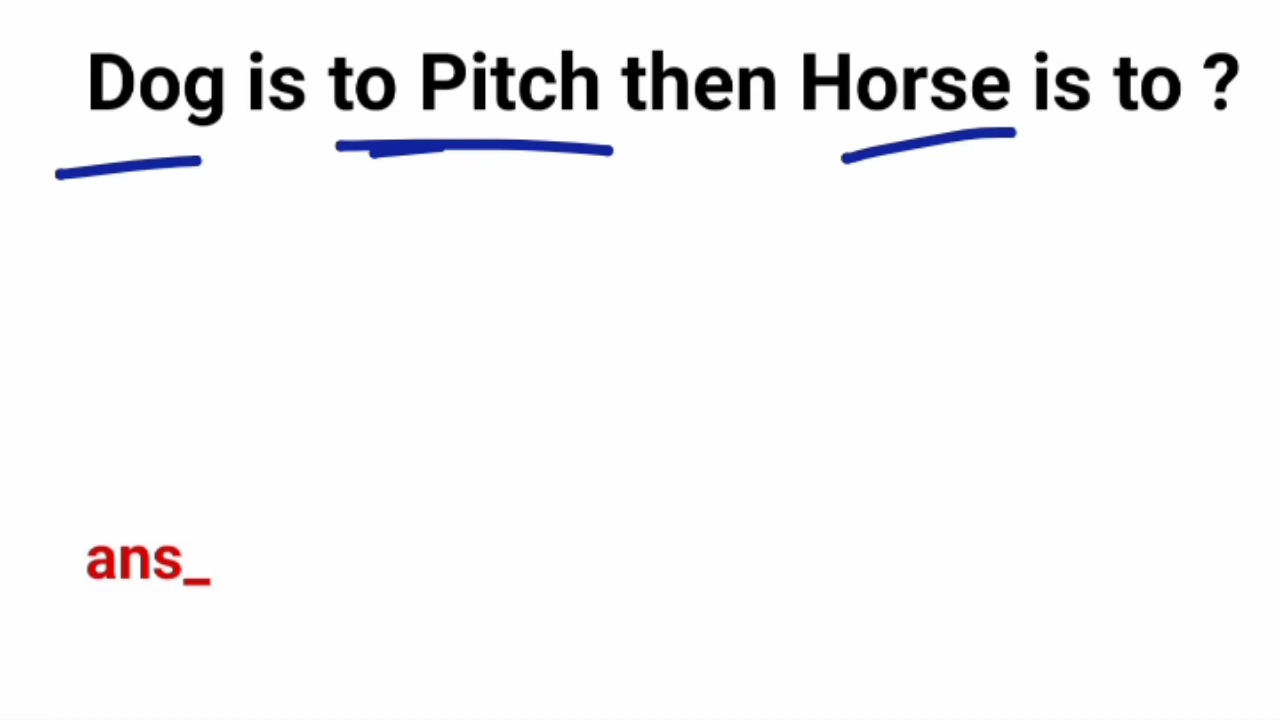 Dog is to Pitch then Horse is to ?
ans_